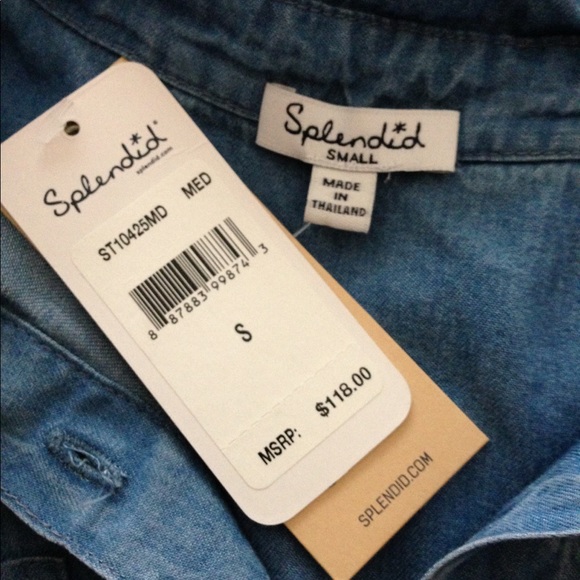 Splendid
splendid.com
ST10425MD MED
8 87883 99874 3
S
MSRP: $118.00
SPLENDID.COM
Splendid
SMALL
MADE
IN
THAILAND